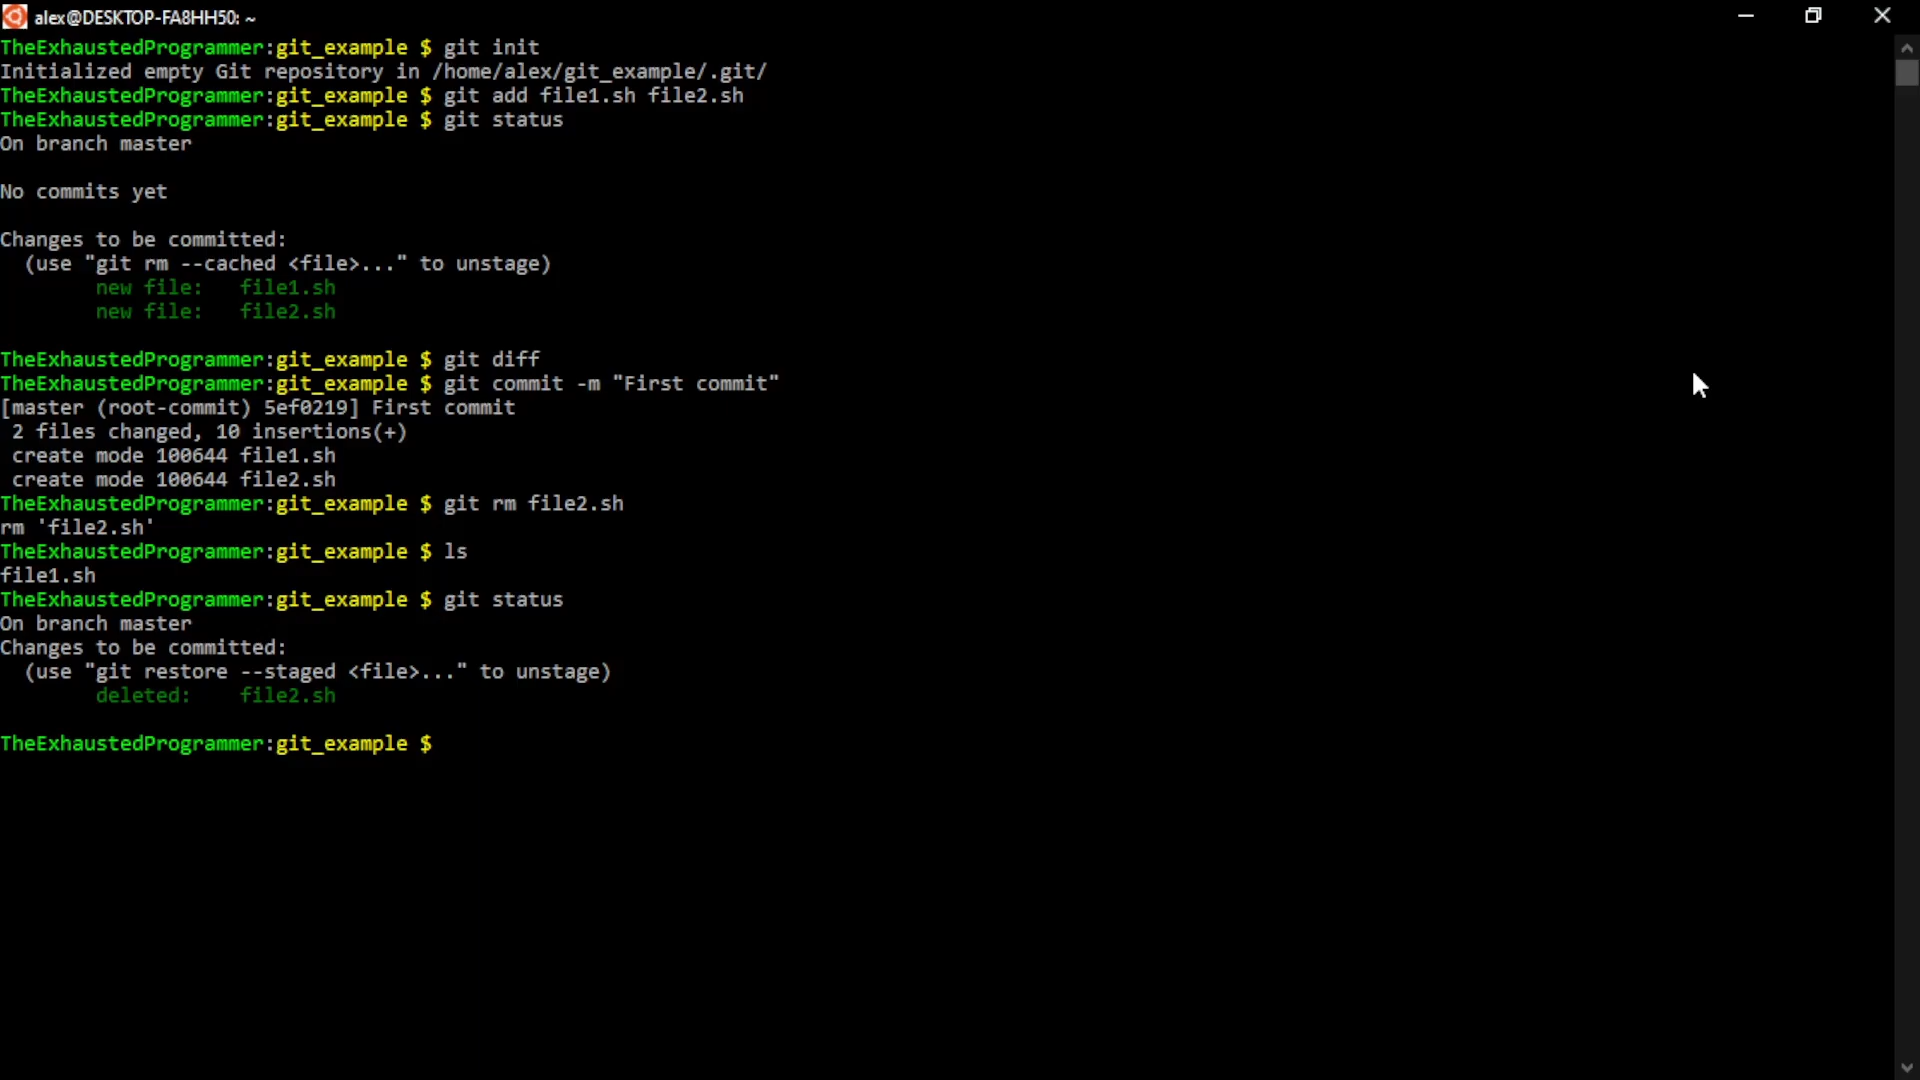 alex@DESKTOP-FA8HH50: ~
TheExhaustedProgrammer:git_example $ git init
Initialized empty Git repository in /home/alex/git_example/.git/
TheExhaustedProgrammer:git_example $ git add file1.sh file2.sh
TheExhaustedProgrammer:git_example $ git status
On branch master
No commits yet
Changes to be committed:
  (use "git rm --cached <file>..." to unstage)
        new file:   file1.sh
        new file:   file2.sh
TheExhaustedProgrammer:git_example $ git diff
TheExhaustedProgrammer:git_example $ git commit -m "First commit"
[master (root-commit) 5ef0219] First commit
 2 files changed, 10 insertions(+)
 create mode 100644 file1.sh
 create mode 100644 file2.sh
TheExhaustedProgrammer:git_example $ git rm file2.sh
rm 'file2.sh'
TheExhaustedProgrammer:git_example $ ls
file1.sh
TheExhaustedProgrammer:git_example $ git status
On branch master
Changes to be committed:
  (use "git restore --staged <file>..." to unstage)
        deleted:    file2.sh
TheExhaustedProgrammer:git_example $